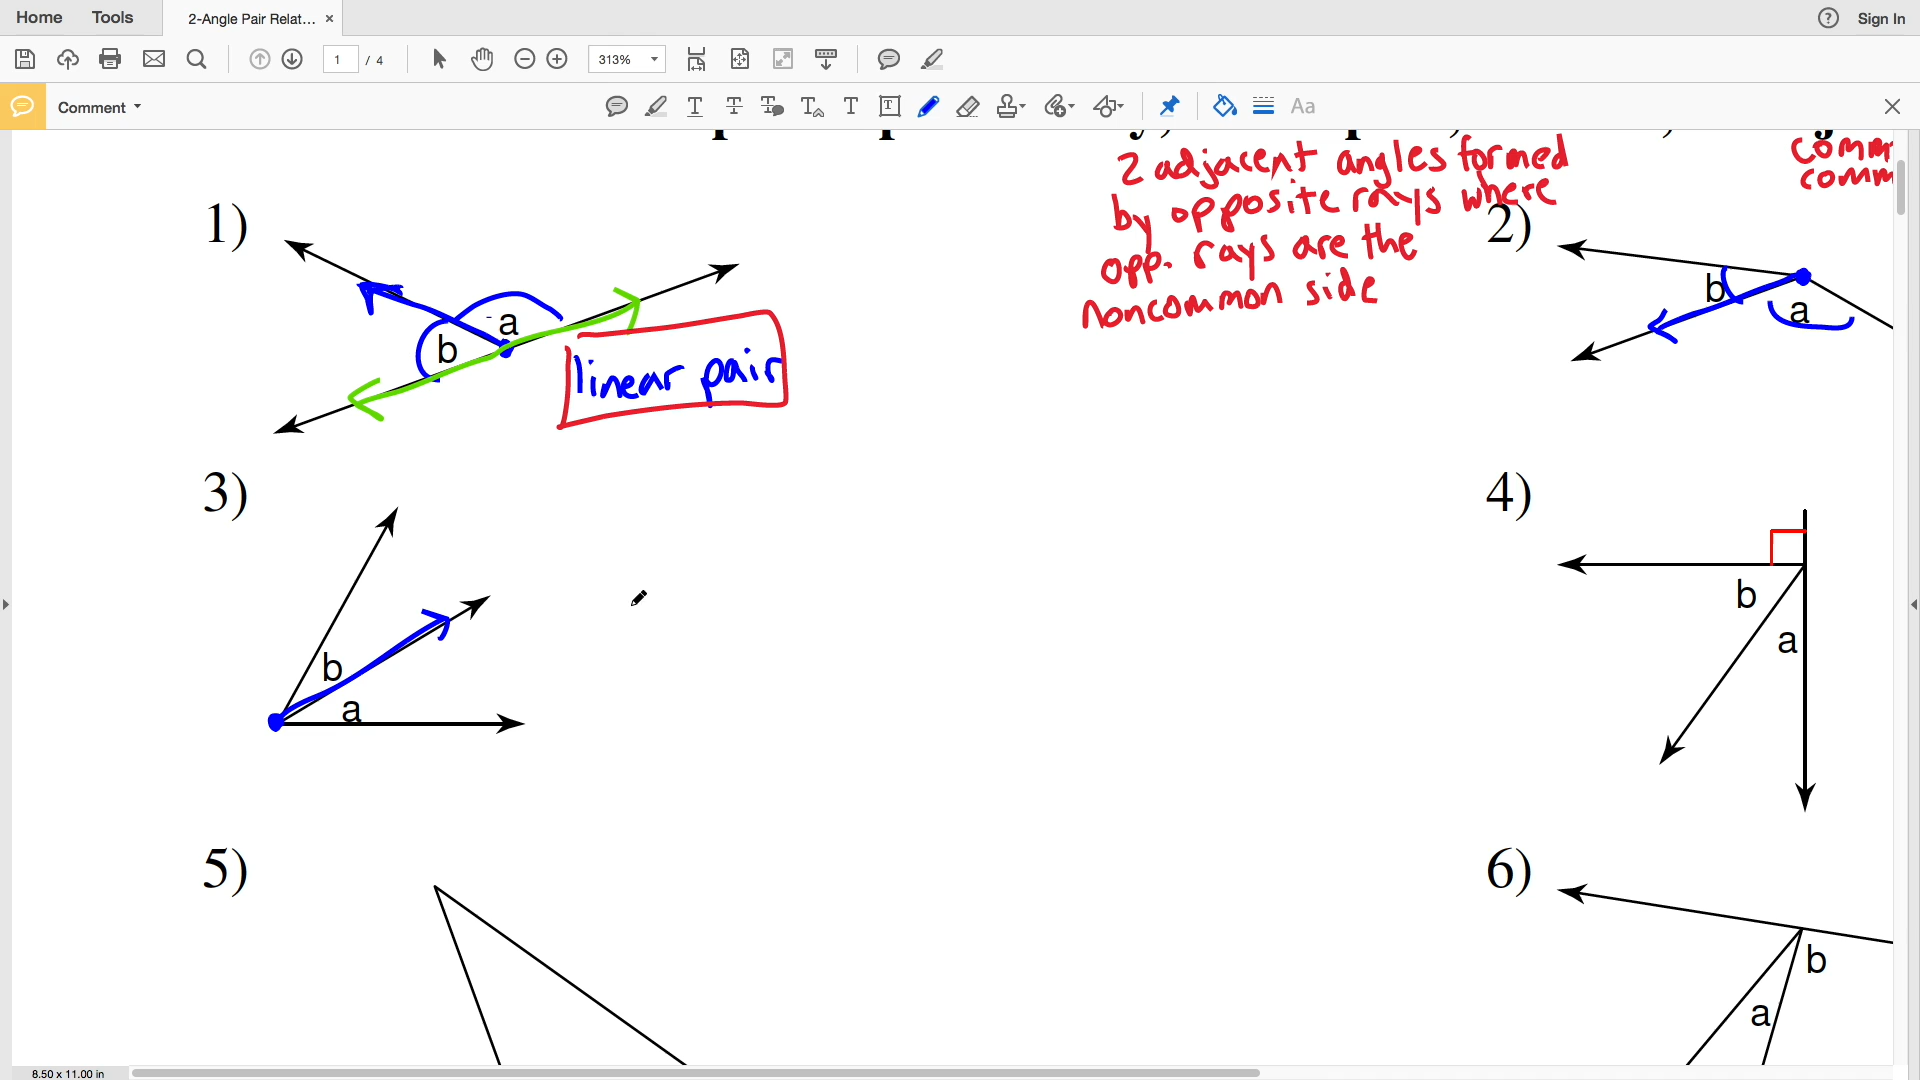 Home Tools 2-Angle Pair Relat... × Sign In
1 / 4 313%
Comment Aa
2 adjacent angles formed
by opposite rays where
opp. rays are the
noncommon side
1)
a
b
linear pair
2)
b
a
3)
b
a
4)
b
a
5)
6)
b
a
8.50 x 11.00 in